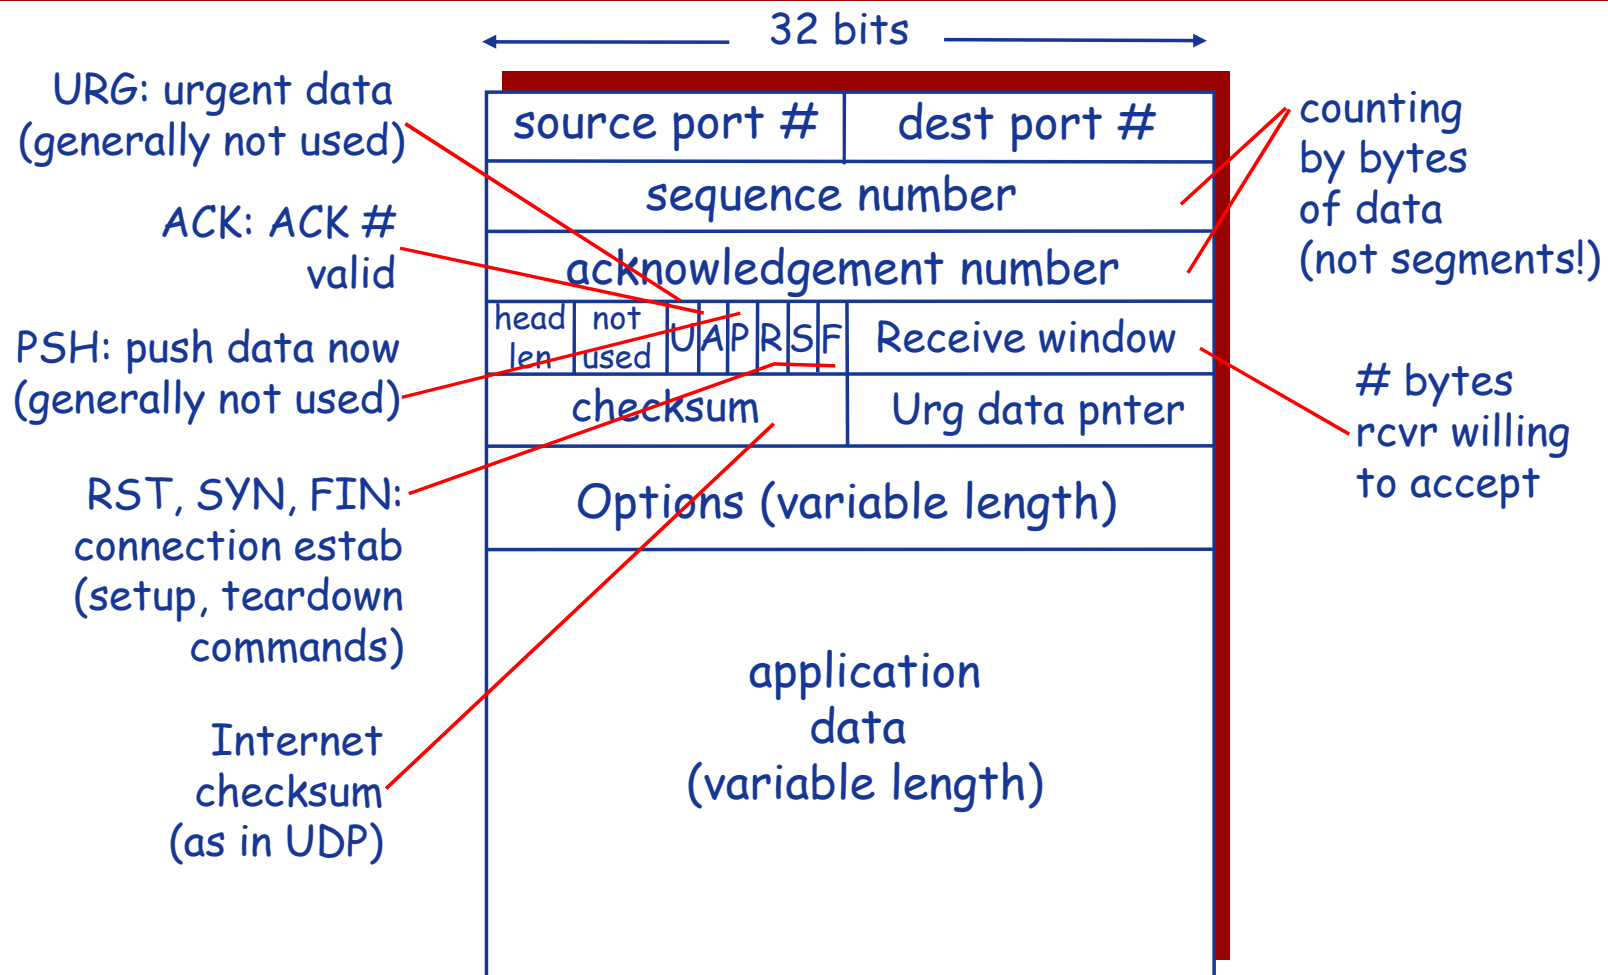 32 bits
URG: urgent data
(generally not used)
ACK: ACK #
valid
PSH: push data now
(generally not used)
RST, SYN, FIN:
connection estab
(setup, teardown
commands)
Internet
checksum
(as in UDP)
source port #
dest port #
sequence number
acknowledgement number
head
len
not
used
U
A
P
R
S
F
Receive window
checksum
Urg data pnter
Options (variable length)
application
data
(variable length)
counting
by bytes
of data
(not segments!)
# bytes
rcvr willing
to accept